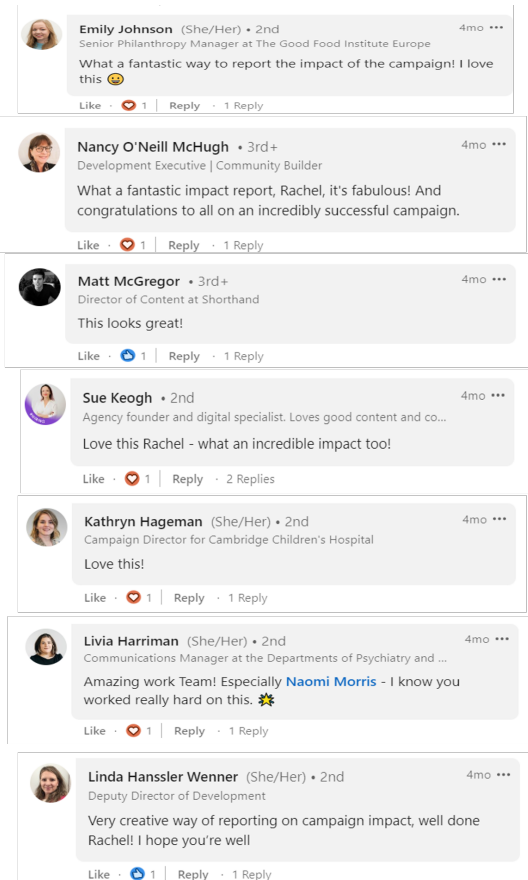 Emily Johnson (She/Her) • 2nd 4mo •••
Senior Philanthropy Manager at The Good Food Institute Europe
What a fantastic way to report the impact of the campaign! I love
this 😀
Like · 1 | Reply · 1 Reply
Nancy O'Neill McHugh • 3rd+ 4mo •••
Development Executive | Community Builder
What a fantastic impact report, Rachel, it's fabulous! And
congratulations to all on an incredibly successful campaign.
Like · 1 | Reply · 1 Reply
Matt McGregor • 3rd+ 4mo •••
Director of Content at Shorthand
This looks great!
Like · 1 | Reply · 1 Reply
Sue Keogh • 2nd 4mo •••
Agency founder and digital specialist. Loves good content and co...
Love this Rachel - what an incredible impact too!
Like · 1 | Reply · 2 Replies
Kathryn Hageman (She/Her) • 2nd 4mo •••
Campaign Director for Cambridge Children's Hospital
Love this!
Like · 1 | Reply · 1 Reply
Livia Harriman (She/Her) • 2nd 4mo •••
Communications Manager at the Departments of Psychiatry and ...
Amazing work Team! Especially Naomi Morris - I know you
worked really hard on this. 🌟
Like · 1 | Reply · 1 Reply
Linda Hanssler Wenner (She/Her) • 2nd 4mo •••
Deputy Director of Development
Very creative way of reporting on campaign impact, well done
Rachel! I hope you're well
Like · 1 | Reply · 1 Reply